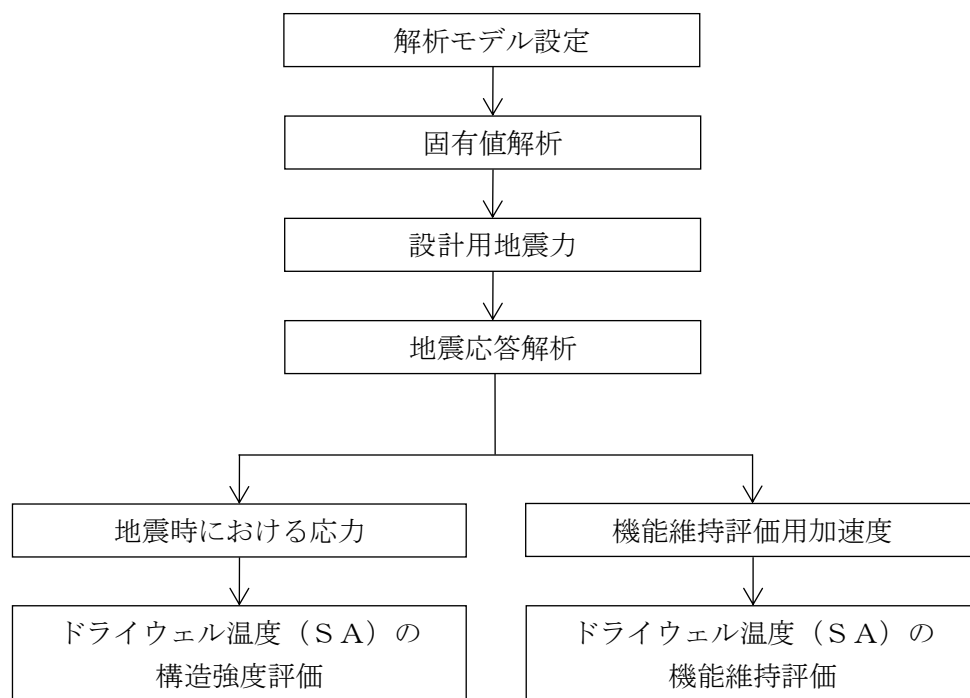 解析モデル設定
固有値解析
設計用地震力
地震応答解析
地震時における応力
機能維持評価用加速度
ドライウェル温度（ＳＡ）の
構造強度評価
ドライウェル温度（ＳＡ）の
機能維持評価